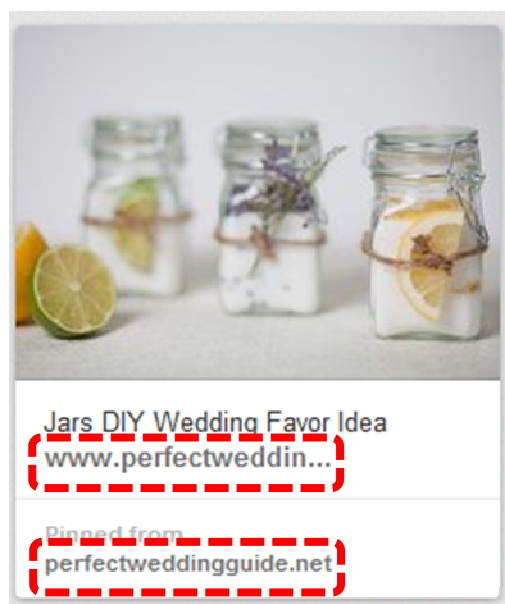 Jars DIY Wedding Favor Idea
www.perfectweddin...
Pinned from
perfectweddingguide.net